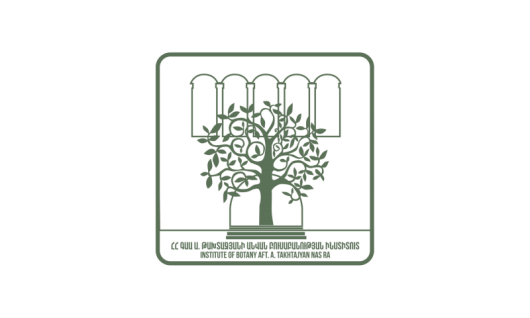 ՀՀ ԳԱԱ Ա. ԹԱԽՏԱՋՅԱՆԻ ԱՆՎԱՆ ԲՈՒՍԱԲԱՆՈՒԹՅԱՆ ԻՆՍՏԻՏՈՒՏ
INSTITUTE OF BOTANY AFT. A. TAKHTAJYAN NAS RA